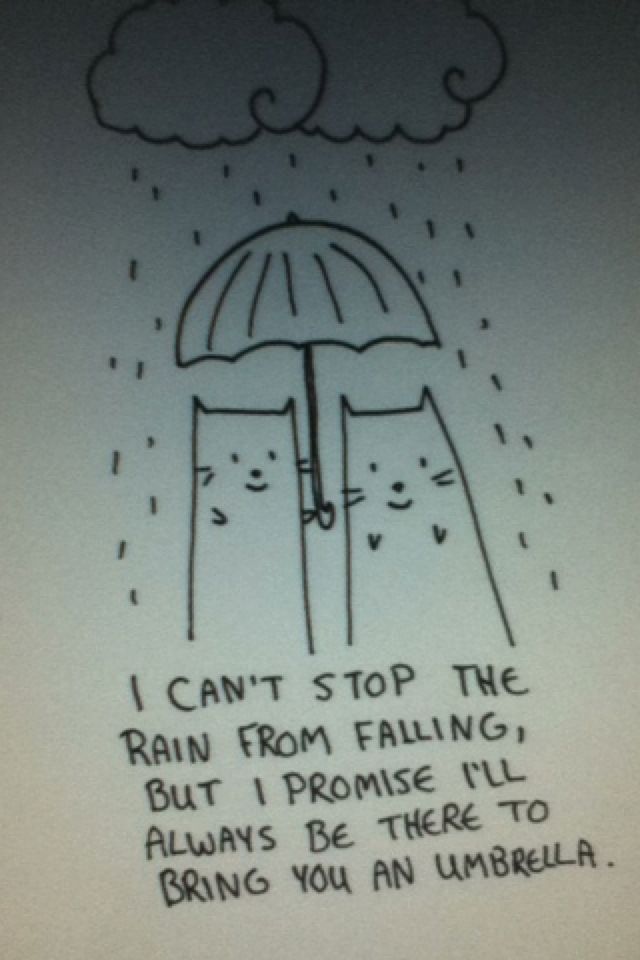 I CAN'T STOP THE
RAIN FROM FALLING,
BUT I PROMISE I'LL
ALWAYS BE THERE TO
BRING YOU AN UMBRELLA.